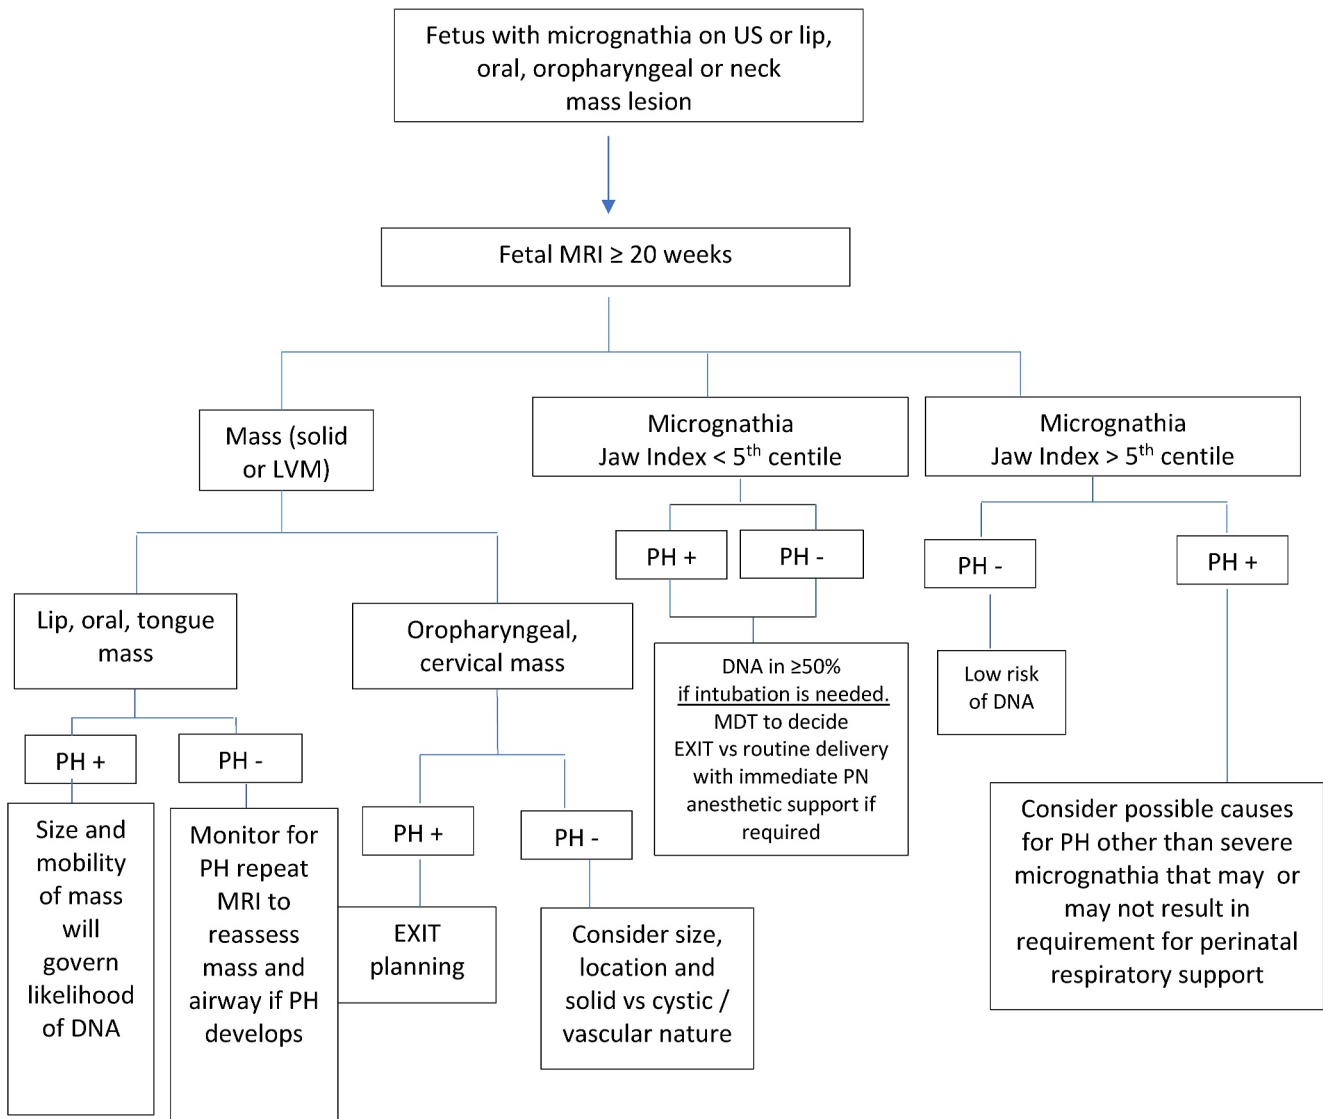 Fetus with micrognathia on US or lip,
oral, oropharyngeal or neck
mass lesion
Fetal MRI ≥ 20 weeks
Mass (solid
or LVM)
Micrognathia
Jaw Index < 5th centile
Micrognathia
Jaw Index > 5th centile
Lip, oral, tongue
mass
Oropharyngeal,
cervical mass
PH +
PH -
PH -
PH +
PH +
PH -
PH +
PH -
Size and
mobility
of mass
will
govern
likelihood
of DNA
Monitor for
PH repeat
MRI to
reassess
mass and
airway if PH
develops
EXIT
planning
Consider size,
location and
solid vs cystic /
vascular nature
DNA in ≥50%
if intubation is needed.
MDT to decide
EXIT vs routine delivery
with immediate PN
anesthetic support if
required
Low risk
of DNA
Consider possible causes
for PH other than severe
micrognathia that may or
may not result in
requirement for perinatal
respiratory support